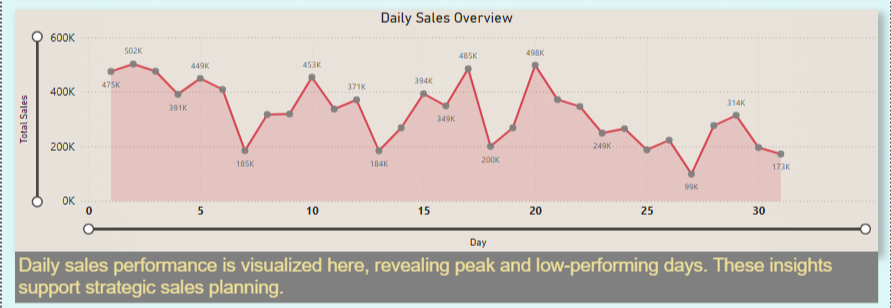 Daily Sales Overview
600K
502K
485K
498K
449K
453K
475K
400K
371K
394K
391K
349K
314K
Total Sales
200K
185K
184K
200K
249K
173K
99K
0K
0 5 10 15 20 25 30
Day
Daily sales performance is visualized here, revealing peak and low-performing days. These insights
support strategic sales planning.